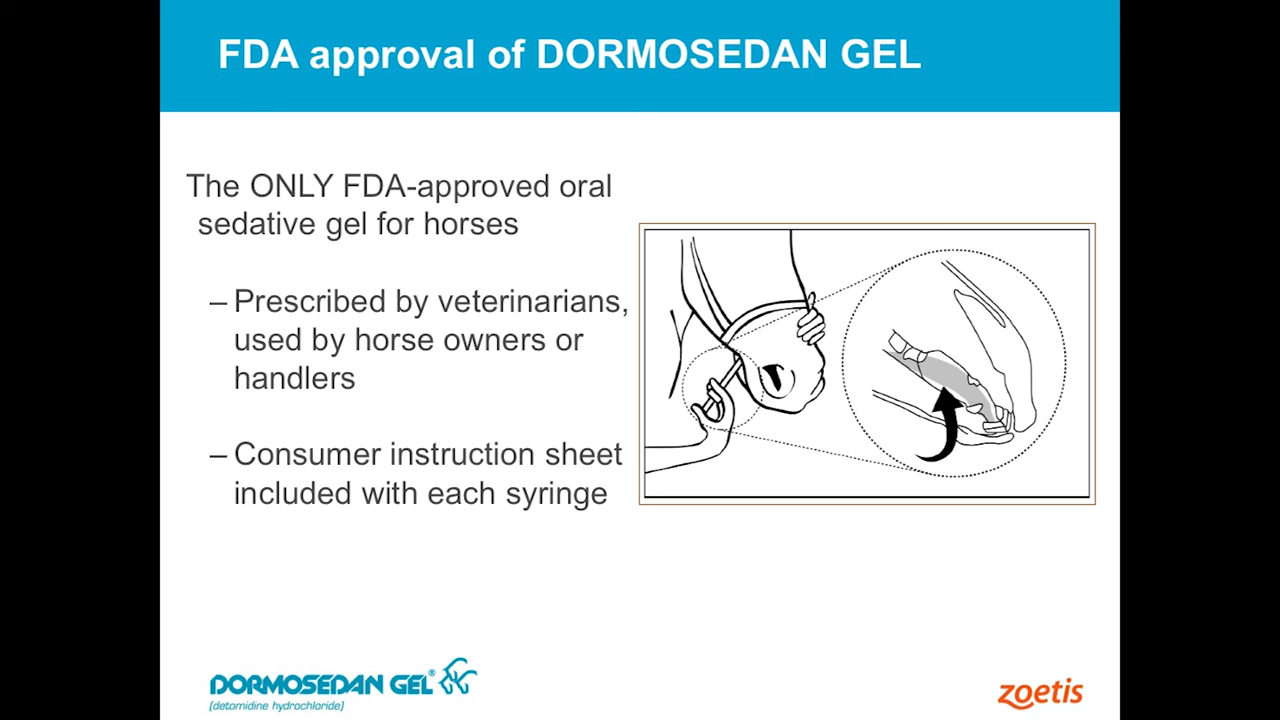 FDA approval of DORMOSEDAN GEL
The ONLY FDA-approved oral
sedative gel for horses
– Prescribed by veterinarians,
used by horse owners or
handlers
– Consumer instruction sheet
included with each syringe
DORMOSEDAN GEL®
(detomidine hydrochloride)
zoetis